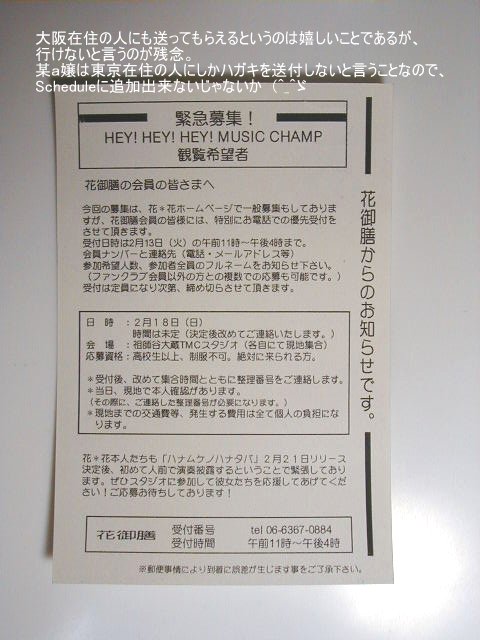 大阪在住の人にも送ってもらえるというのは嬉しいことであるが、
行けないと言うのが残念。
某a嬢は東京在住の人にしかハガキを送付しないと言うことなので、
Scheduleに追加出来ないじゃないか (^_^ゞ
緊急募集！
HEY! HEY! HEY! MUSIC CHAMP
観覧希望者
花御膳の会員の皆さまへ
今回の募集は、花＊花ホームページで一般募集もしておりま
すが、花御膳会員の皆様には、特別にお電話での優先受付を
させて頂きます。
受付日時は2月13日（火）の午前11時～午後4時まで。
会員ナンバーと連絡先（電話・メールアドレス等）
参加希望人数、参加者全員のフルネームをお知らせ下さい。
（ファンクラブ会員以外の方との複数での応募も可能です。）
受付は定員になり次第、締め切らさせて頂きます。
日　時　：2月18日（日）
時間は未定（決定後改めてご連絡いたします。）
会　場　：祖師谷大蔵TMCスタジオ（各自にて現地集合）
応募資格：高校生以上、制服不可。絶対に来られる方。
＊受付後、改めて集合時間とともに整理番号をご連絡します。
＊当日、現地で本人確認があります。
（その際に、ご連絡した整理番号が必要になります。）
＊現地までの交通費等、発生する費用は全て個人の負担にな
ります。
花＊花本人たちも「ハナムケノハナタバ」2月21日リリース
決定後、初めて人前で演奏披露するということで緊張しており
ます。ぜひスタジオに参加して彼女たちを応援してあげてくだ
さい！ご応募お待ちしております！
花御膳
受付番号　tel 06-6367-0884
受付時間　午前11時～午後4時
花御膳からのお知らせです。
※郵便事情により到着に誤差が生じます事をご了承下さい。